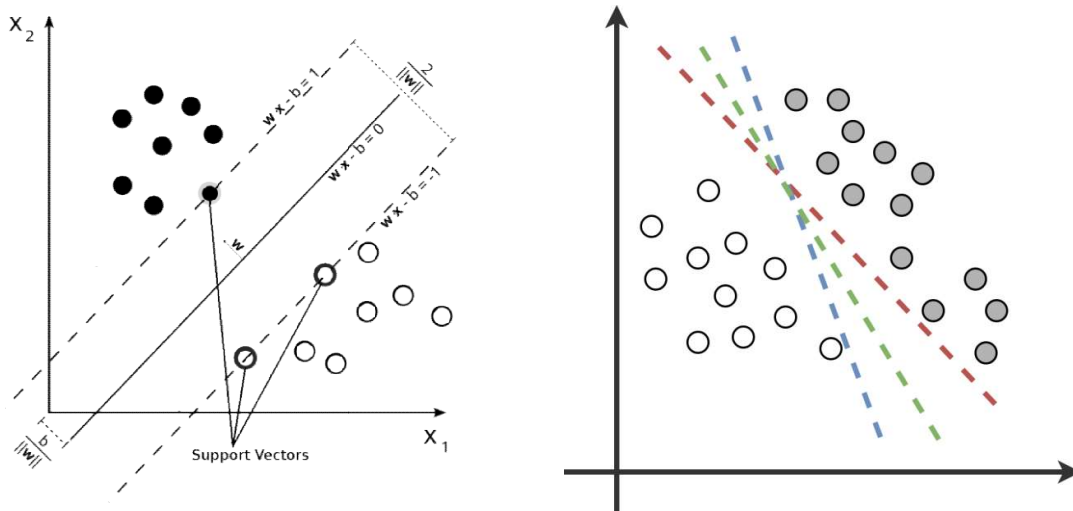 X2
w x - b = 1
2
||w||
w x - b = 0
w x - b = -1
w
b
||w||
X1
Support Vectors